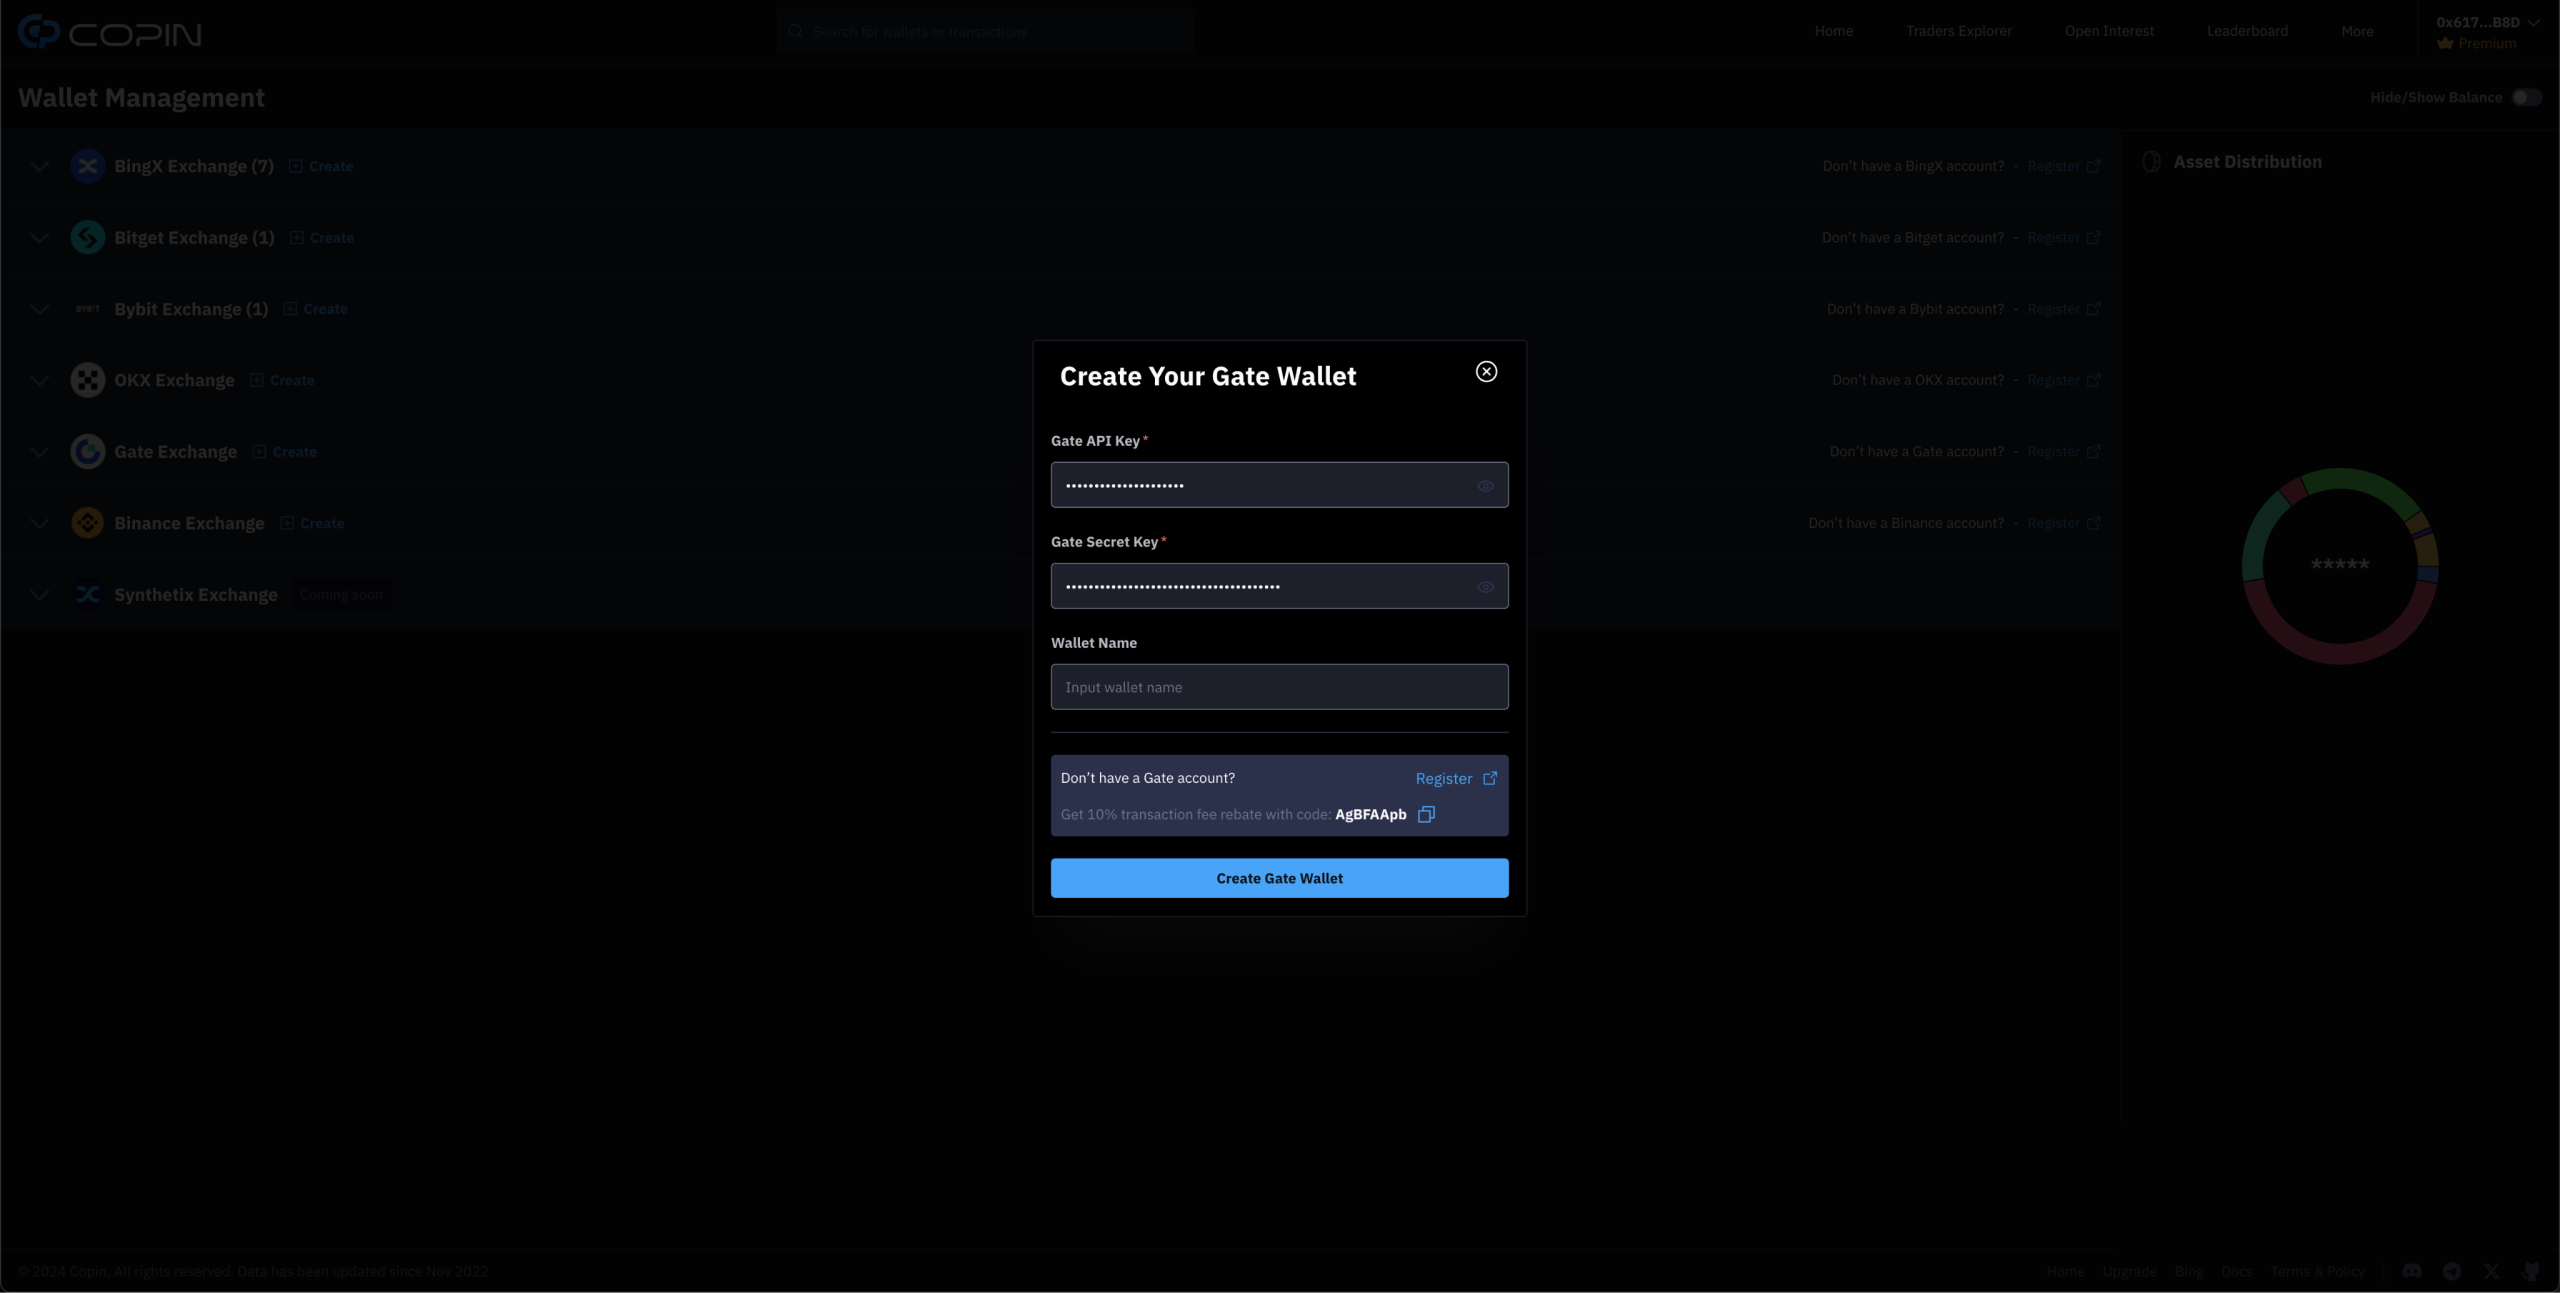 COPIN
Search for wallets or transactions
Home
Traders Explorer
Open Interest
Leaderboard
More
0x617...B8D
Premium
Wallet Management
Hide/Show Balance
BingX Exchange (7)
Create
Don't have a BingX account? - Register
Asset Distribution
Bitget Exchange (1)
Create
Don't have a Bitget account? - Register
BYBIT
Bybit Exchange (1)
Create
Don't have a Bybit account? - Register
OKX Exchange
Create
Don't have a OKX account? - Register
Gate Exchange
Create
Don't have a Gate account? - Register
Binance Exchange
Create
Don't have a Binance account? - Register
Synthetix Exchange
Coming soon
*****
Create Your Gate Wallet
Gate API Key*
•••••••••••••••••••••
Gate Secret Key*
••••••••••••••••••••••••••••••••••••••
Wallet Name
Input wallet name
Don't have a Gate account?
Register
Get 10% transaction fee rebate with code: AgBFAApb
Create Gate Wallet
© 2024 Copin. All rights reserved. Data has been updated since Nov 2022
Home
Upgrade
Blog
Docs
Terms & Policy